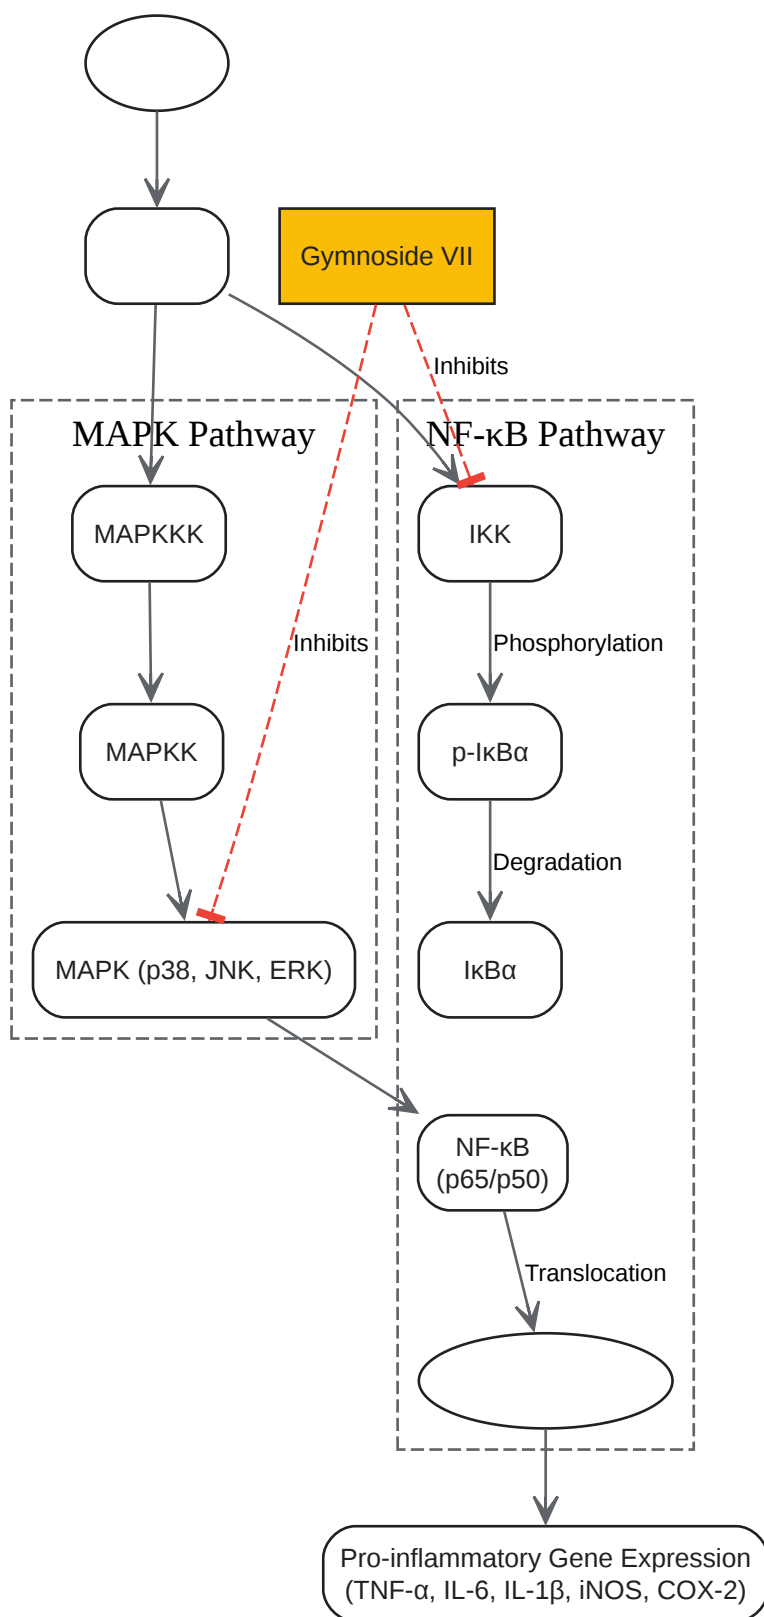 Gymnoside VII
Inhibits
MAPK Pathway
NF-κB Pathway
MAPKKK
IKK
Inhibits
Phosphorylation
MAPKK
p-IκBα
Degradation
MAPK (p38, JNK, ERK)
IκBα
NF-κB
(p65/p50)
Translocation
Pro-inflammatory Gene Expression
(TNF-α, IL-6, IL-1β, iNOS, COX-2)